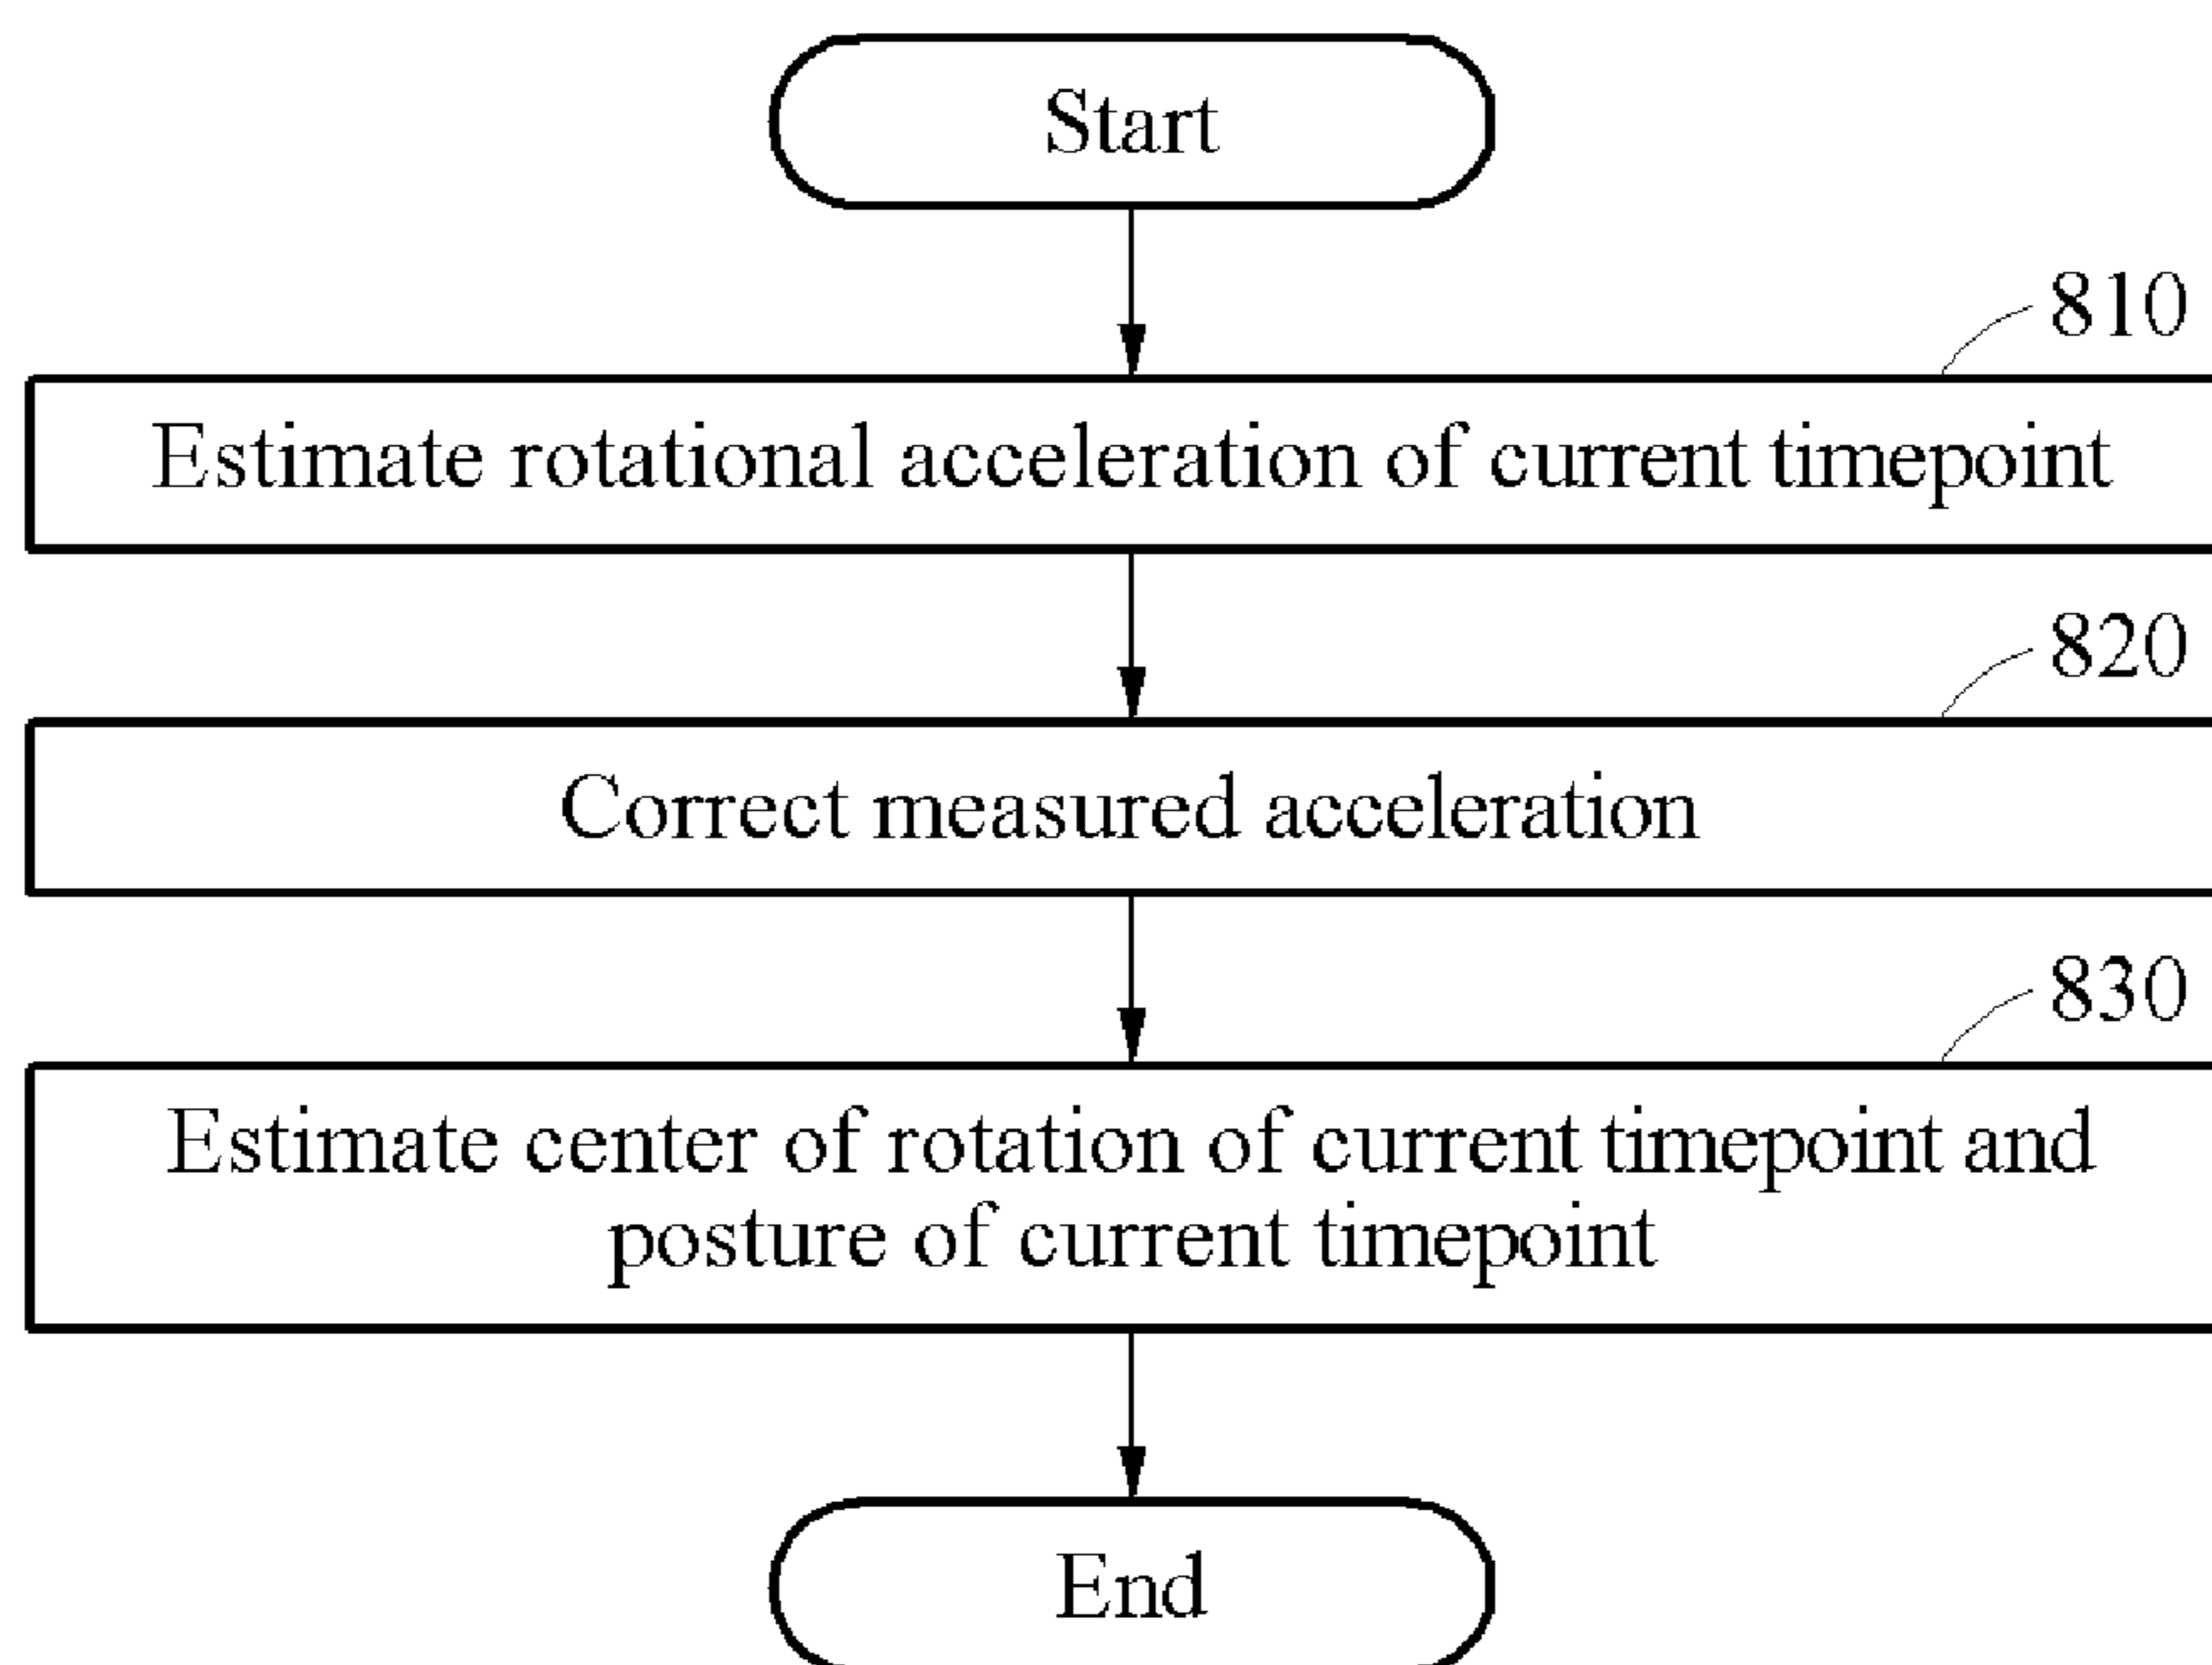 Start
810
Estimate rotational acceleration of current timepoint
820
Correct measured acceleration
830
Estimate center of rotation of current timepoint and
posture of current timepoint
End